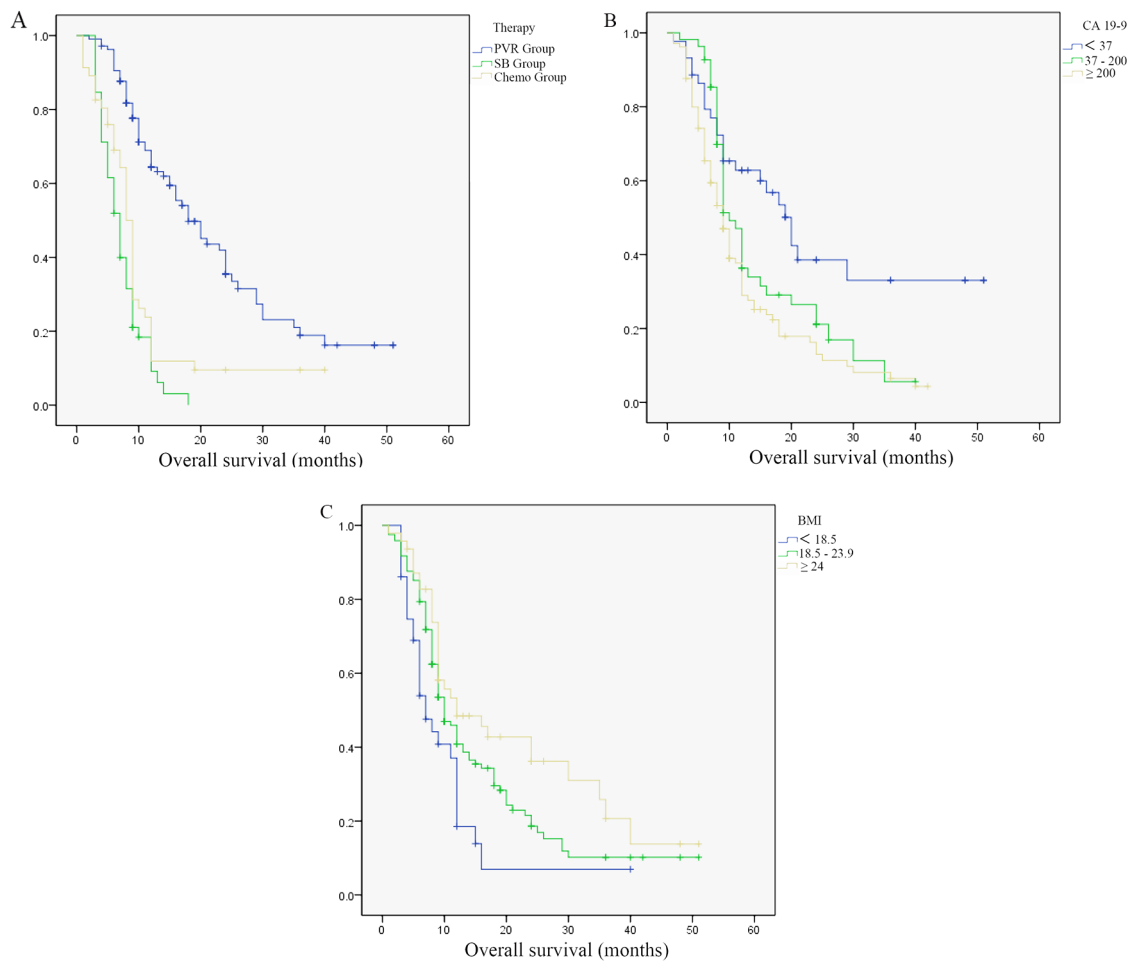 A
Therapy
PVR Group
SB Group
Chemo Group
1.0
0.8
0.6
0.4
0.2
0.0
0 10 20 30 40 50 60
Overall survival (months)
B
CA 19-9
< 37
37 - 200
≥ 200
1.0
0.8
0.6
0.4
0.2
0.0
0 10 20 30 40 50 60
Overall survival (months)
C
BMI
< 18.5
18.5 - 23.9
≥ 24
1.0
0.8
0.6
0.4
0.2
0.0
0 10 20 30 40 50 60
Overall survival (months)